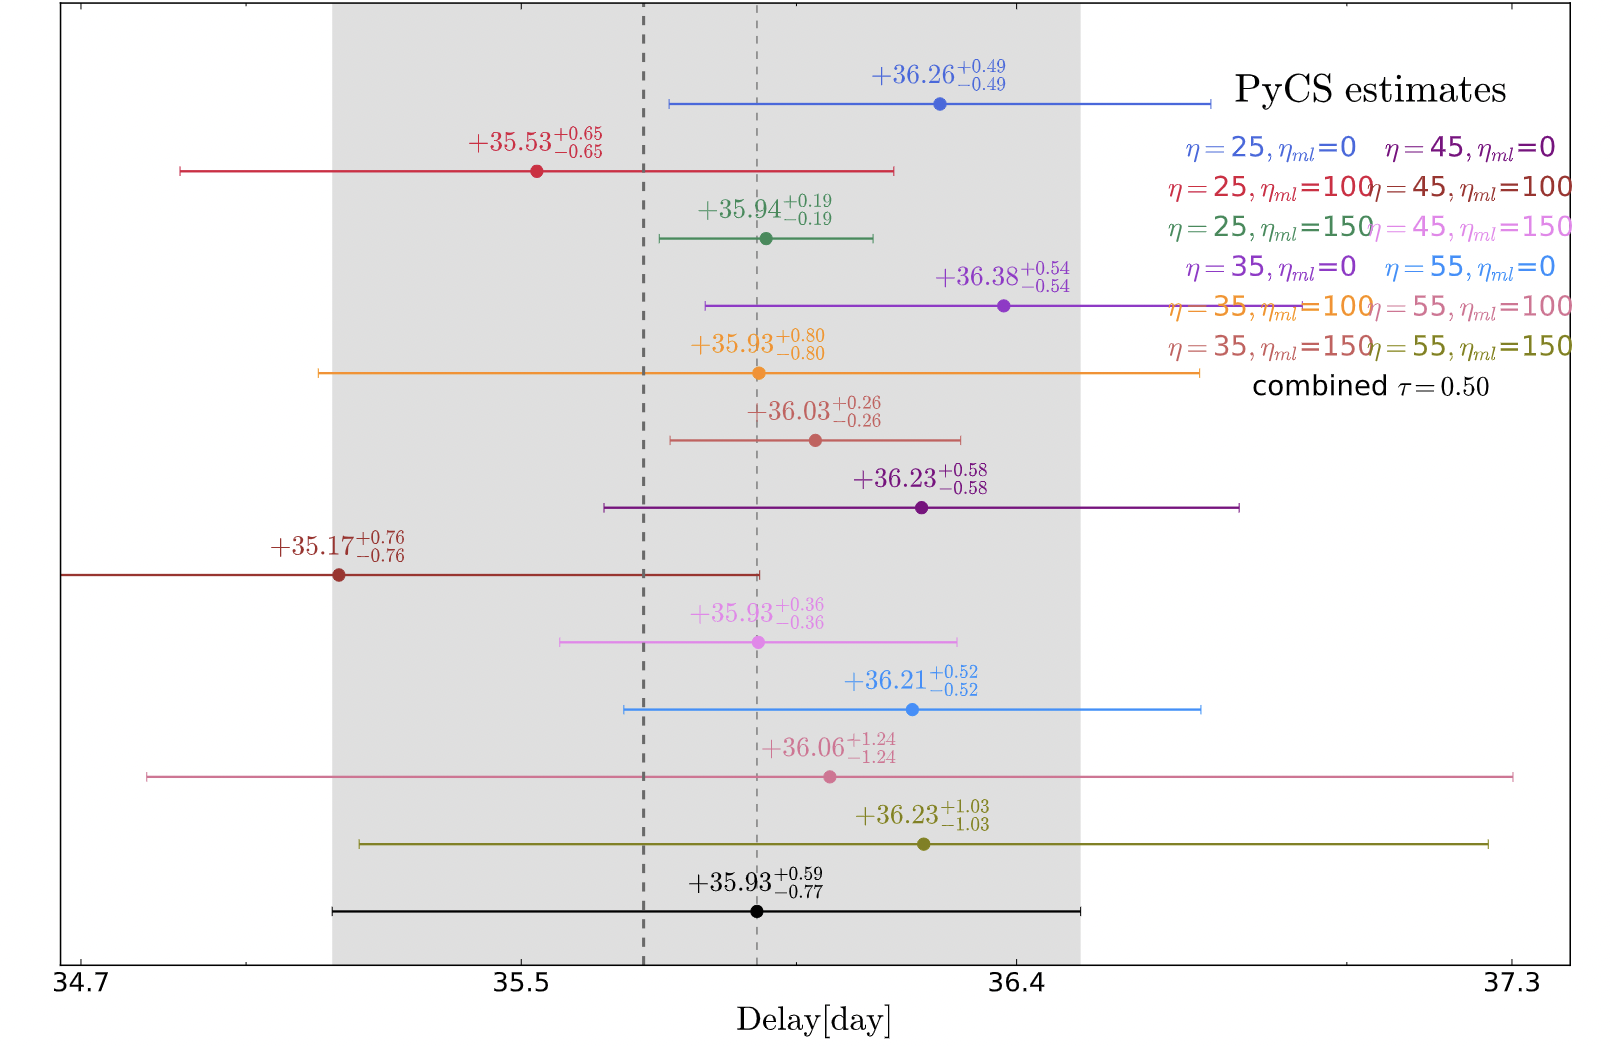 +36.26+0.49−0.49
PyCS estimates
+35.53+0.65−0.65
η=25,ηml=0 η=45,ηml=0
η=25,ηml=100 η=45,ηml=100
+35.94+0.19−0.19
η=25,ηml=150 η=45,ηml=150
+36.38+0.54−0.54
η=35,ηml=0 η=55,ηml=0
η=35,ηml=100 η=55,ηml=100
+35.93+0.80−0.80
η=35,ηml=150 η=55,ηml=150
combined τ=0.50
+36.03+0.26−0.26
+36.23+0.58−0.58
+35.17+0.76−0.76
+35.93+0.36−0.36
+36.21+0.52−0.52
+36.06+1.24−1.24
+36.23+1.03−1.03
+35.93+0.59−0.77
34.7 35.5 36.4 37.3
Delay[day]